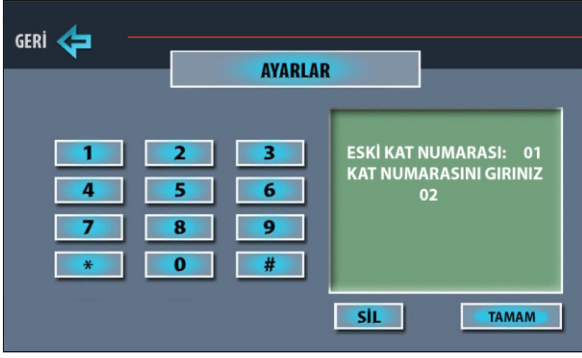 GERİ
AYARLAR
1 2 3
4 5 6
7 8 9
* 0 #
ESKİ KAT NUMARASI: 01
KAT NUMARASINI GIRINIZ
02
SİL
TAMAM